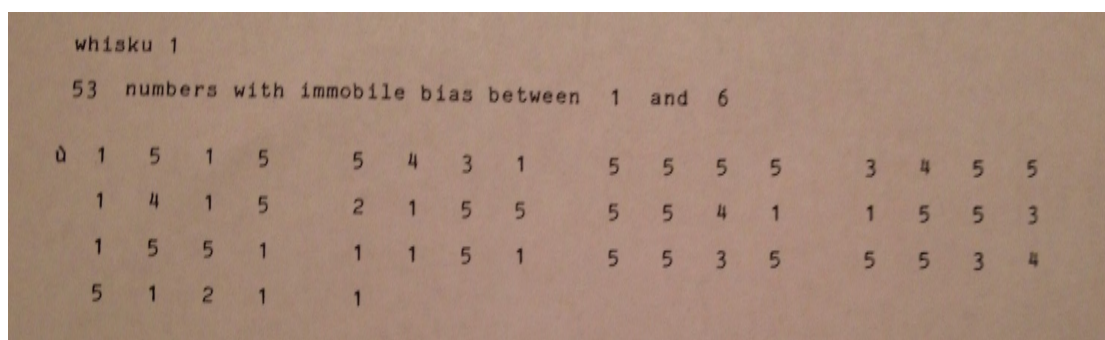 whisku 1
53 numbers with immobile bias between 1 and 6
ù 1 5 1 5 5 4 3 1 5 5 5 5 3 4 5 5
1 4 1 5 2 1 5 5 5 5 4 1 1 5 5 3
1 5 5 1 1 1 5 1 5 5 3 5 5 5 3 4
5 1 2 1 1